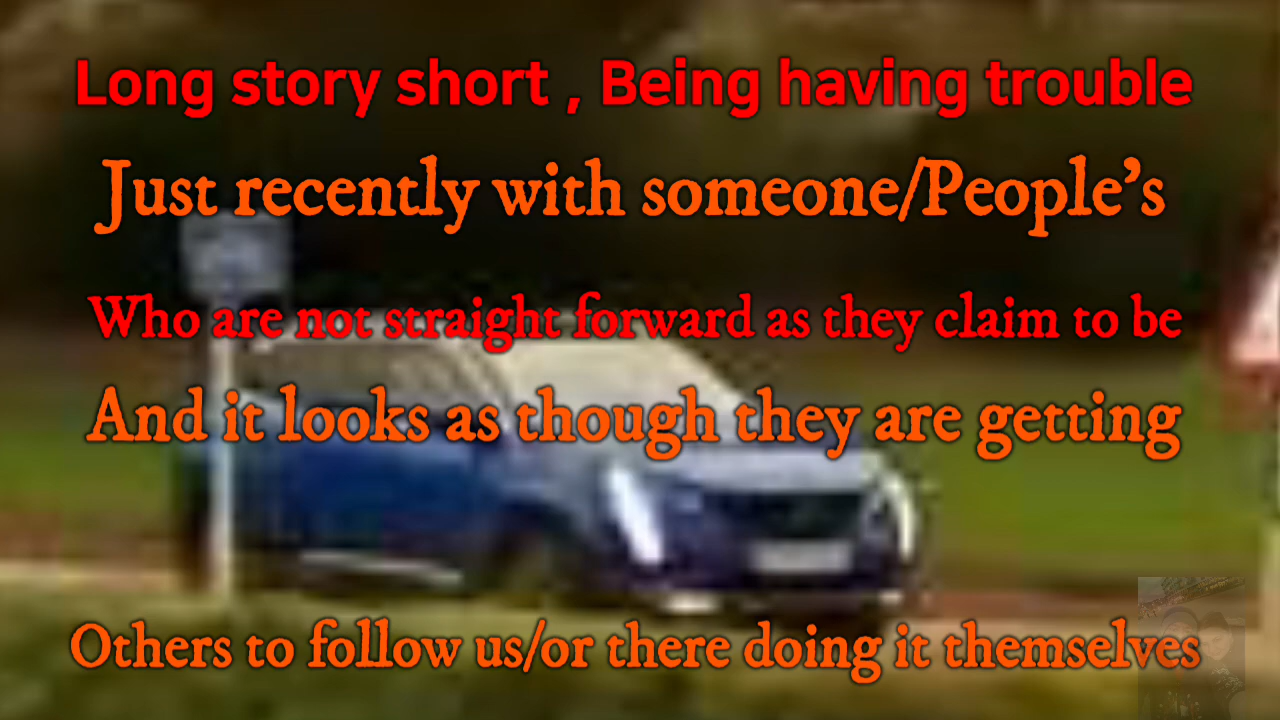 Long story short , Being having trouble
Just recently with someone/People's
Who are not straight forward as they claim to be
And it looks as though they are getting
Others to follow us/or there doing it themselves